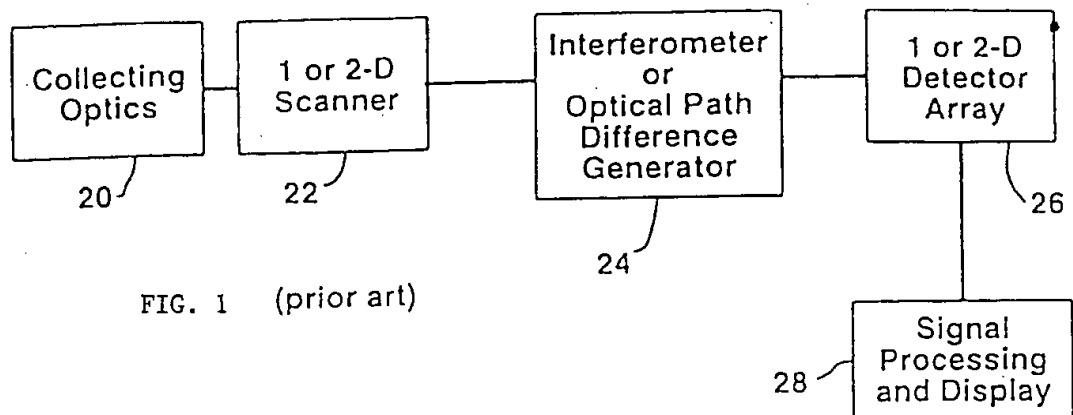 Collecting
Optics
20
1 or 2-D
Scanner
22
Interferometer
or
Optical Path
Difference
Generator
24
1 or 2-D
Detector
Array
26
Signal
Processing
and Display
28
FIG. 1 (prior art)